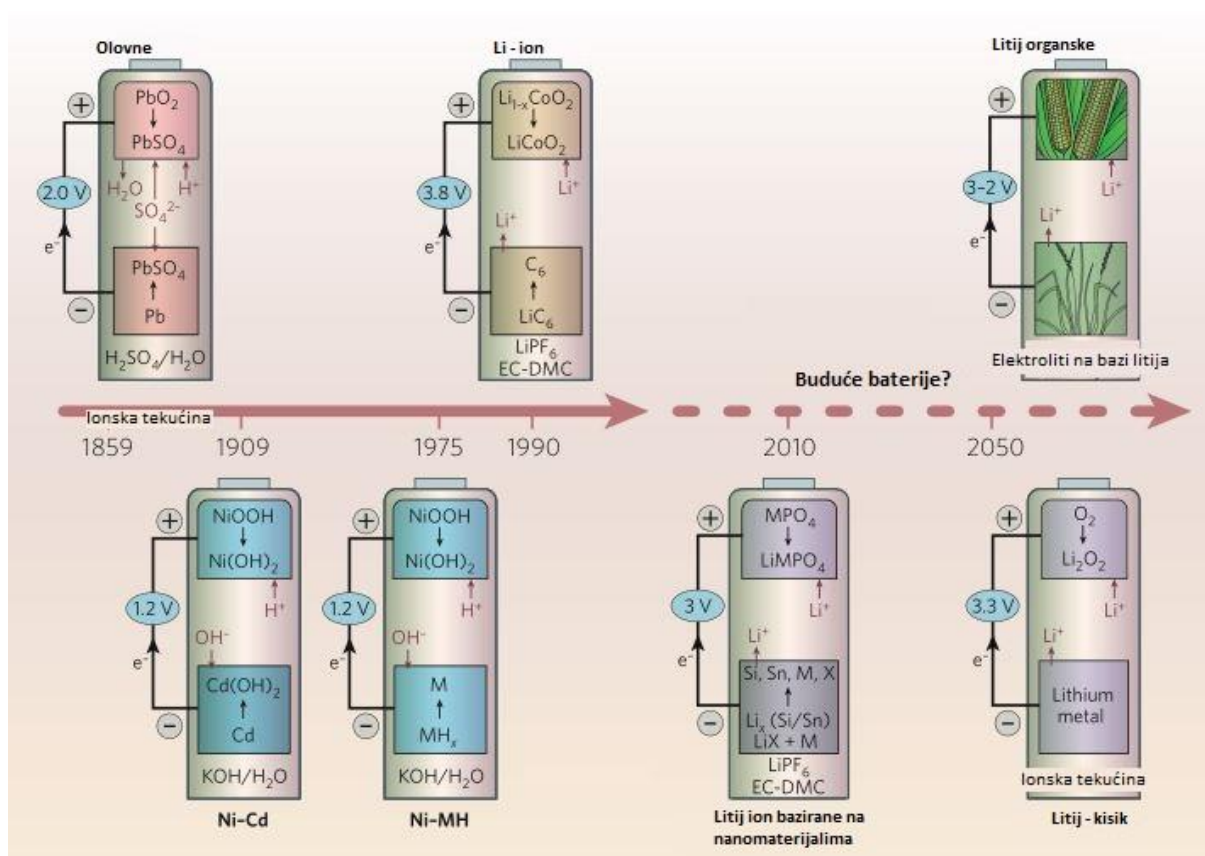 Olovne
PbO₂
PbSO₄
H₂O
H⁺
SO₄²⁻
2.0 V
e⁻
PbSO₄
Pb
H₂SO₄/H₂O
+
−
Li - ion
Li₁₋ₓCoO₂
LiCoO₂
Li⁺
3.8 V
Li⁺
e⁻
C₆
LiC₆
LiPF₆
EC-DMC
+
−
Litij organske
+
Li⁺
3-2 V
Li⁺
e⁻
−
Elektroliti na bazi litija
Buduće baterije?
Ionska tekućina
1859
1909
1975
1990
2010
2050
+
NiOOH
Ni(OH)₂
H⁺
1.2 V
OH⁻
e⁻
Cd(OH)₂
Cd
−
KOH/H₂O
Ni-Cd
+
NiOOH
Ni(OH)₂
H⁺
1.2 V
OH⁻
e⁻
M
MHₓ
−
KOH/H₂O
Ni-MH
+
MPO₄
LiMPO₄
Li⁺
3 V
Li⁺
e⁻
Si, Sn, M, X
Liₓ (Si/Sn)
LiX + M
−
LiPF₆
EC-DMC
Litij ion bazirane na
nanomaterijalima
+
O₂
Li₂O₂
Li⁺
3.3 V
Li⁺
e⁻
Lithium
metal
−
Ionska tekućina
Litij - kisik